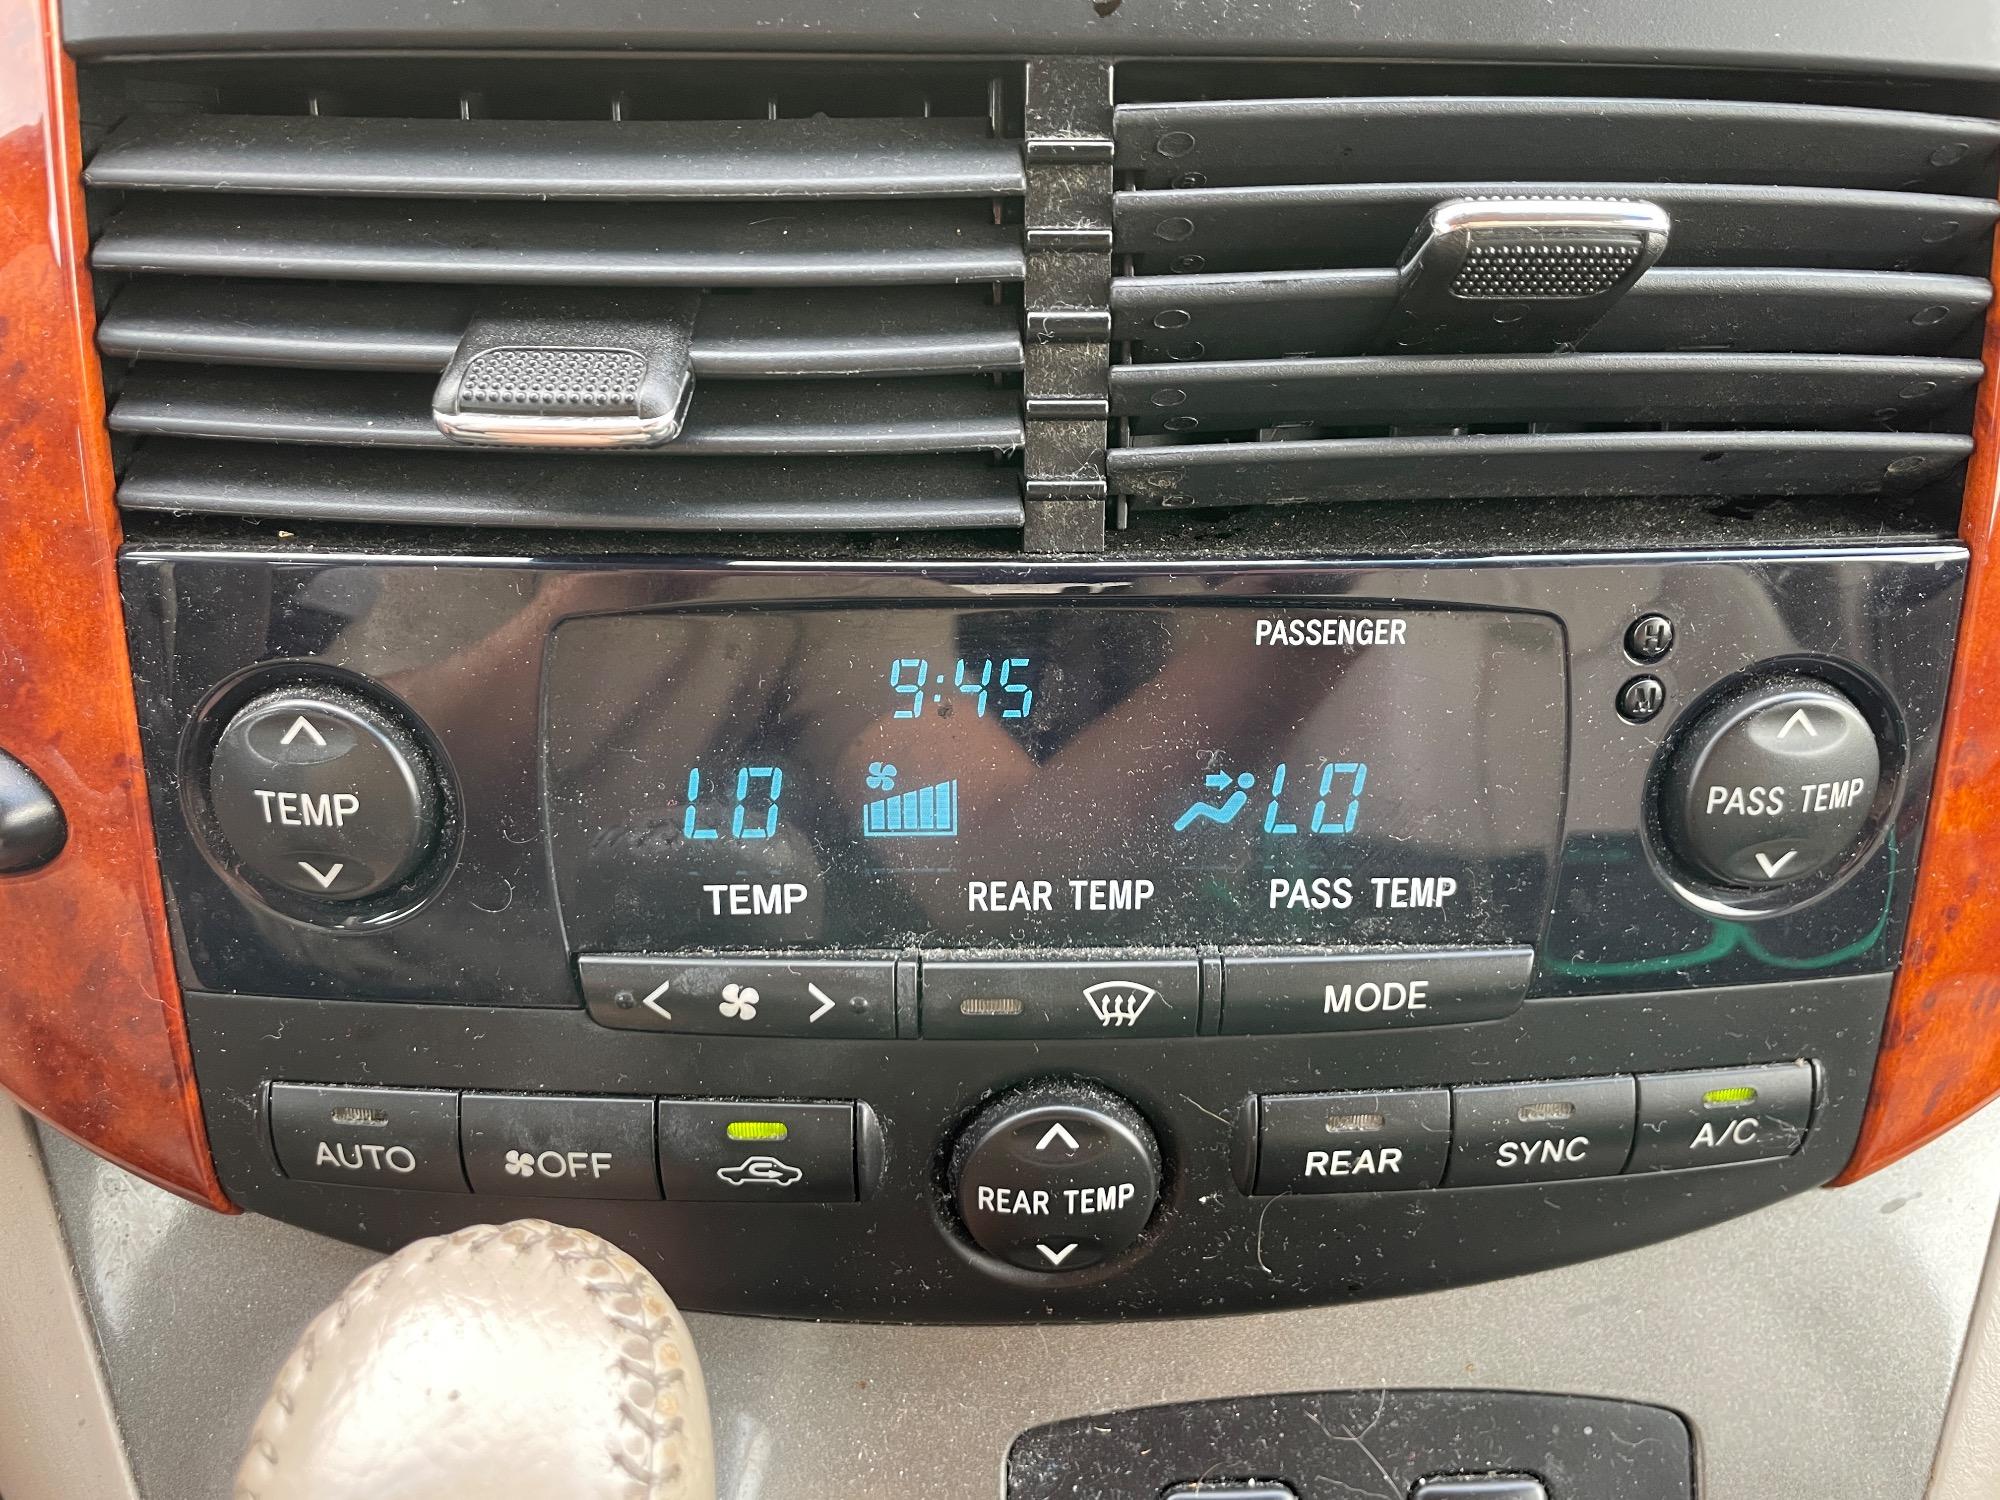 PASSENGER
H
9:45
M
LO
LO
TEMP
PASS TEMP
TEMP
REAR TEMP
PASS TEMP
MODE
AUTO
OFF
REAR
SYNC
A/C
REAR TEMP